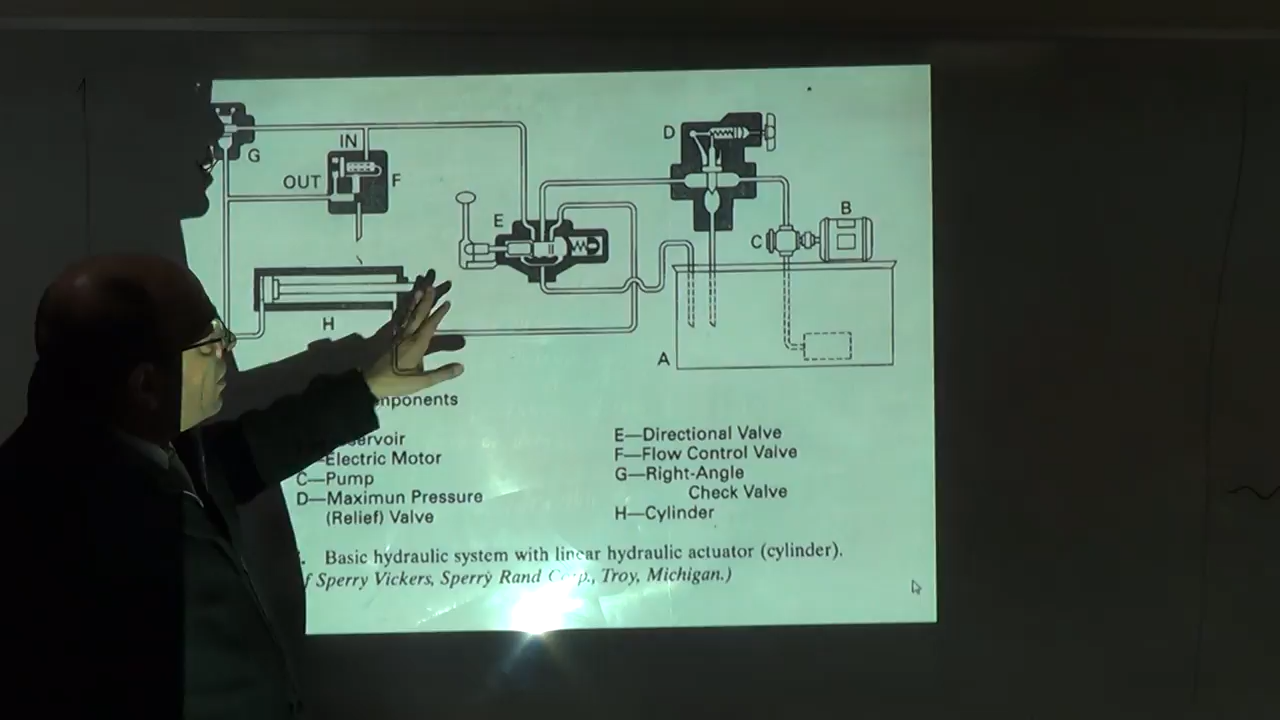 D
IN
G
OUT
F
B
E
C
H
A
mponents
ervoir
Electric Motor
C—Pump
D—Maximun Pressure
(Relief) Valve
E—Directional Valve
F—Flow Control Valve
G—Right-Angle
Check Valve
H—Cylinder
Basic hydraulic system with linear hydraulic actuator (cylinder).
f Sperry Vickers, Sperry Rand Corp., Troy, Michigan.)